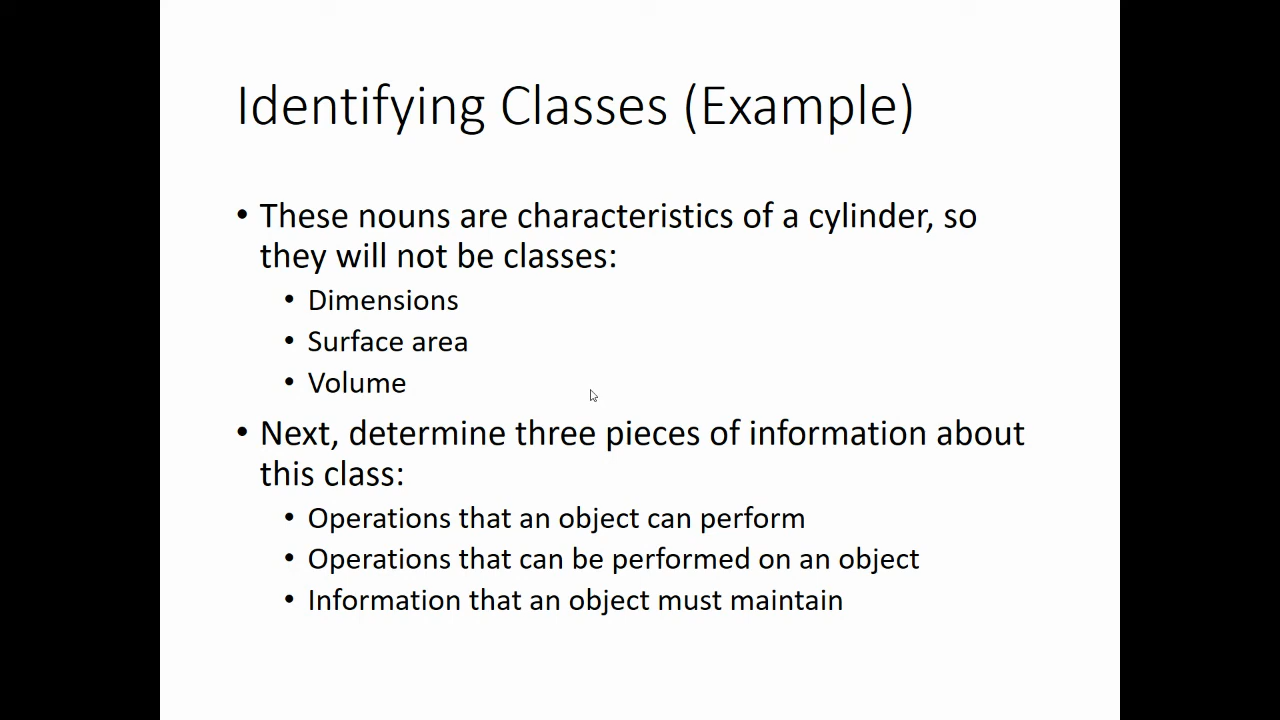 Identifying Classes (Example)
• These nouns are characteristics of a cylinder, so
they will not be classes:
• Dimensions
• Surface area
• Volume
• Next, determine three pieces of information about
this class:
• Operations that an object can perform
• Operations that can be performed on an object
• Information that an object must maintain